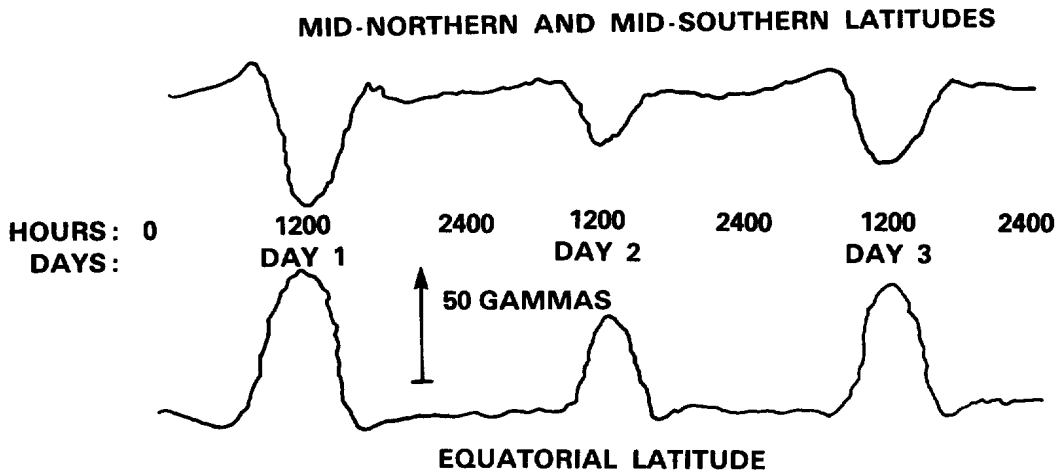 MID-NORTHERN AND MID-SOUTHERN LATITUDES
HOURS: 0 1200 2400 1200 2400 1200 2400
DAYS: DAY 1 DAY 2 DAY 3
50 GAMMAS
EQUATORIAL LATITUDE